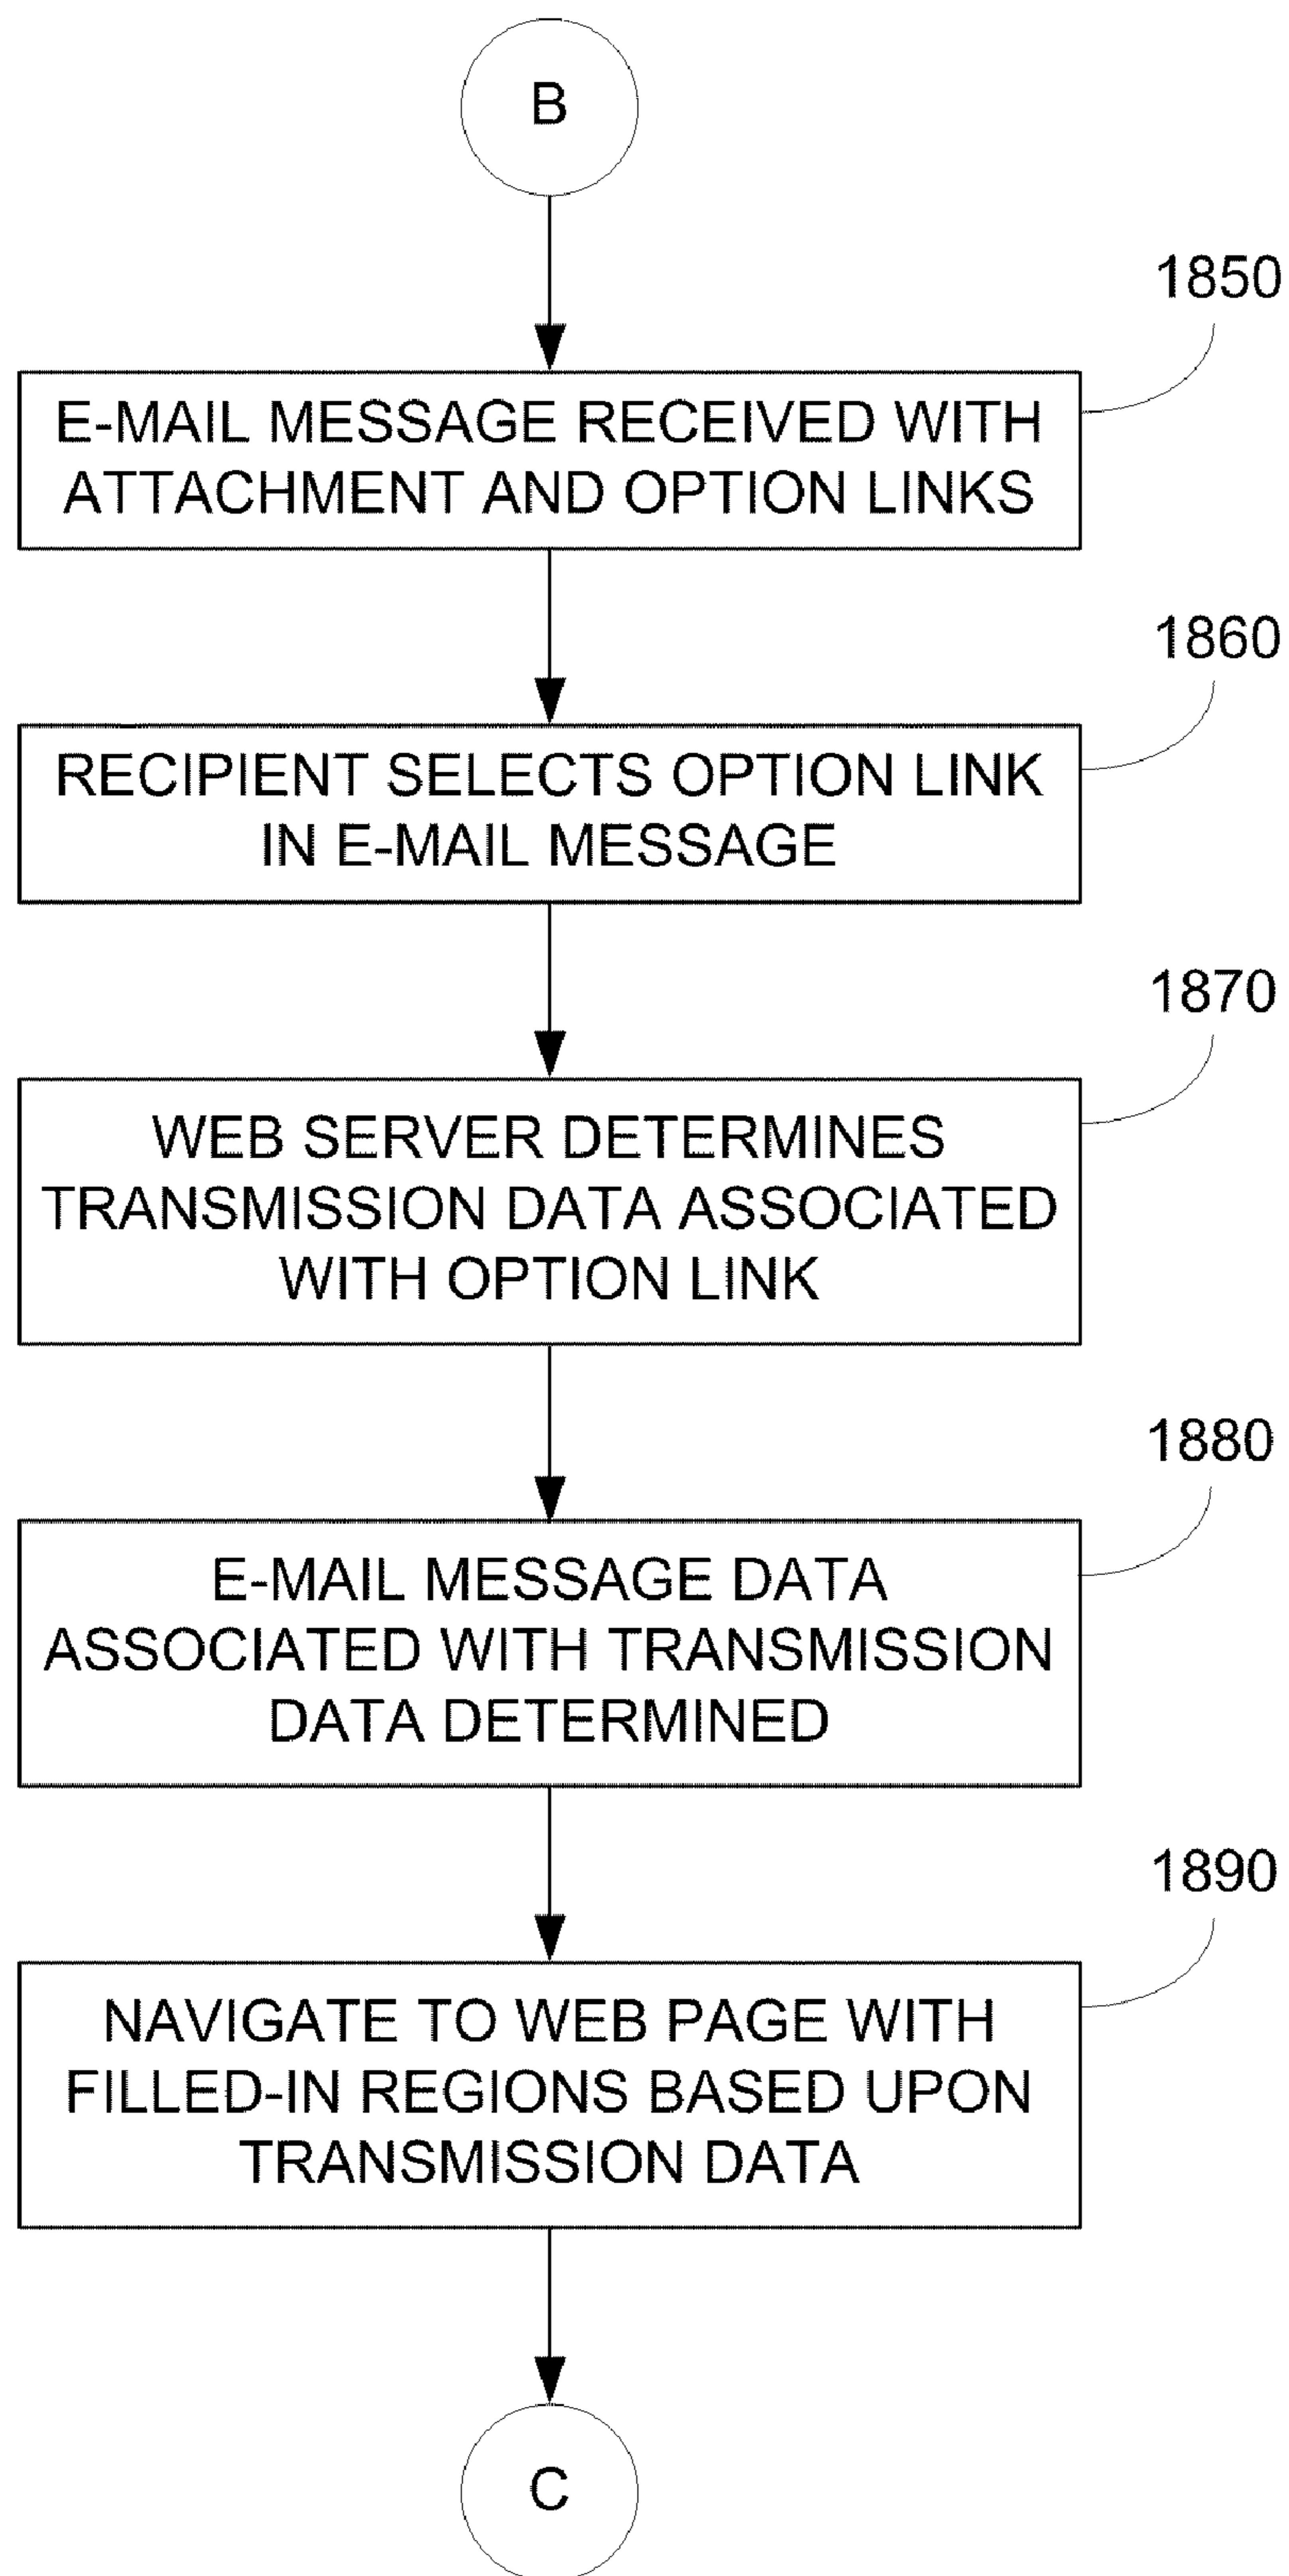 B
1850
E-MAIL MESSAGE RECEIVED WITH
ATTACHMENT AND OPTION LINKS
1860
RECIPIENT SELECTS OPTION LINK
IN E-MAIL MESSAGE
1870
WEB SERVER DETERMINES
TRANSMISSION DATA ASSOCIATED
WITH OPTION LINK
1880
E-MAIL MESSAGE DATA
ASSOCIATED WITH TRANSMISSION
DATA DETERMINED
1890
NAVIGATE TO WEB PAGE WITH
FILLED-IN REGIONS BASED UPON
TRANSMISSION DATA
C